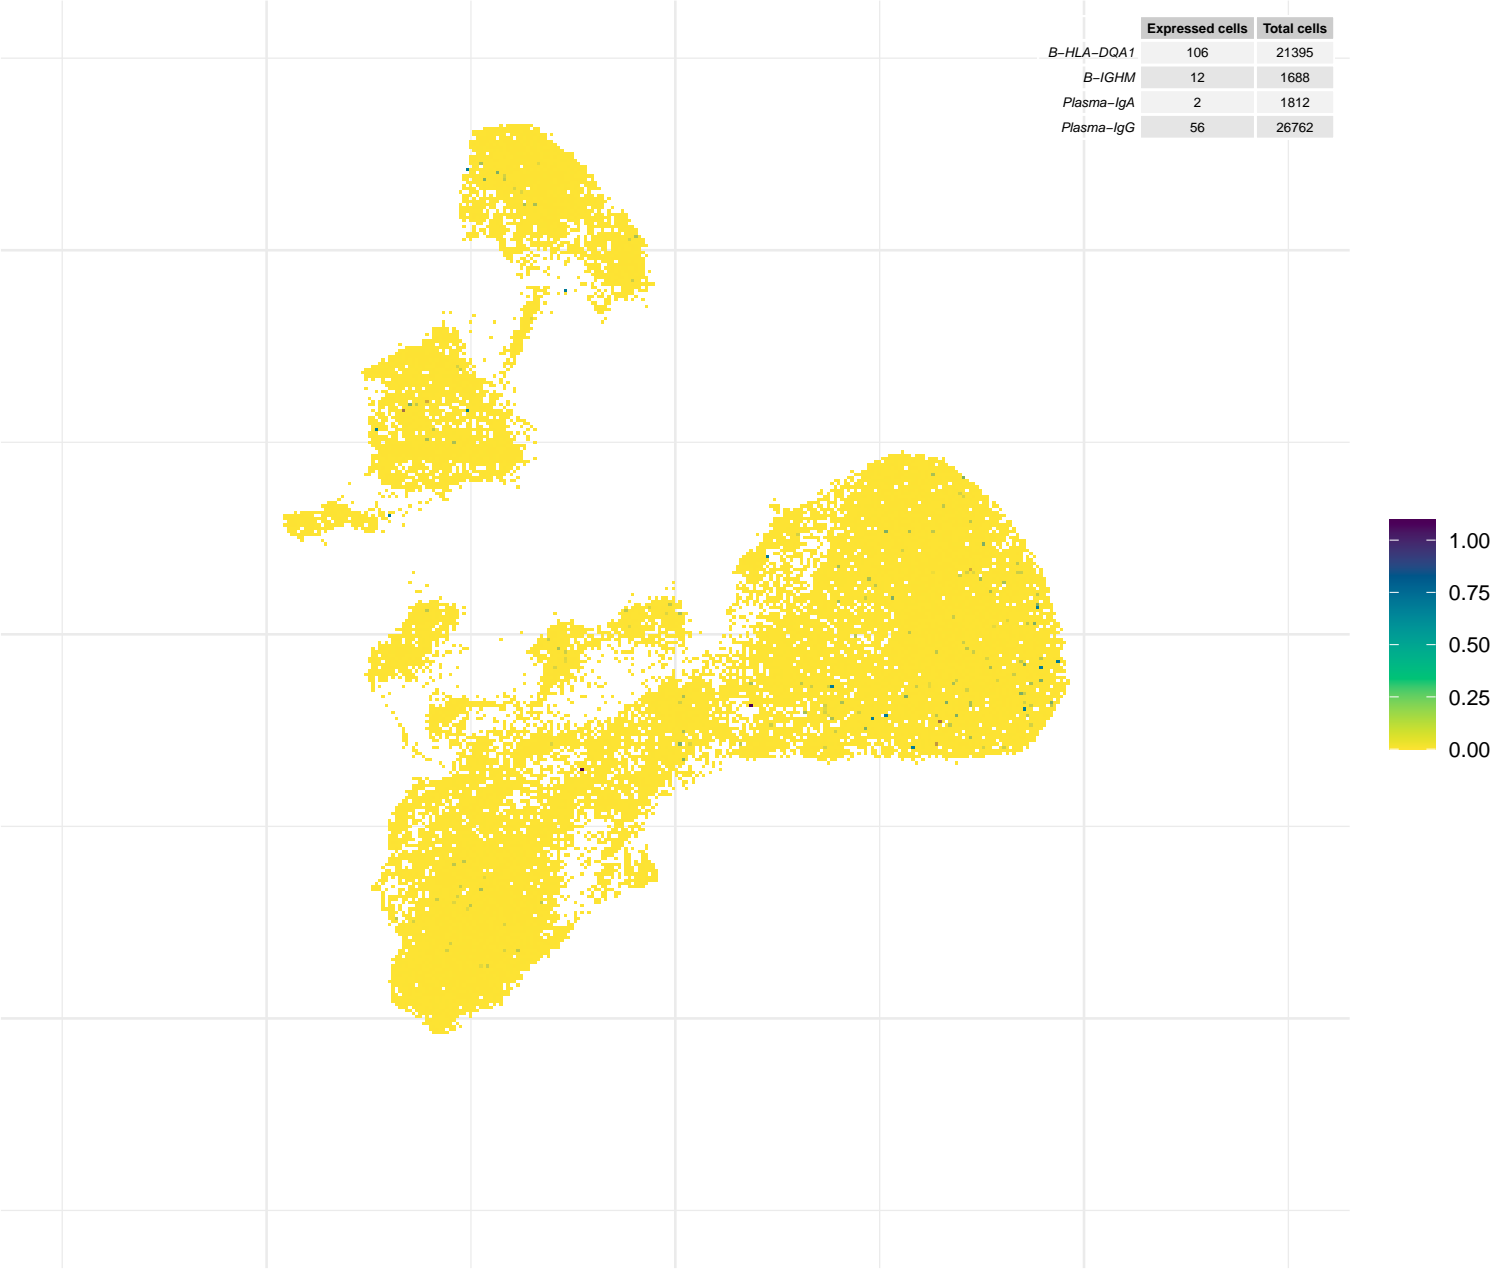 Expressed cells Total cells
B−HLA−DQA1 106 21395
B−IGHM 12 1688
Plasma−IgA 2 1812
Plasma−IgG 56 26762
1.00
0.75
0.50
0.25
0.00